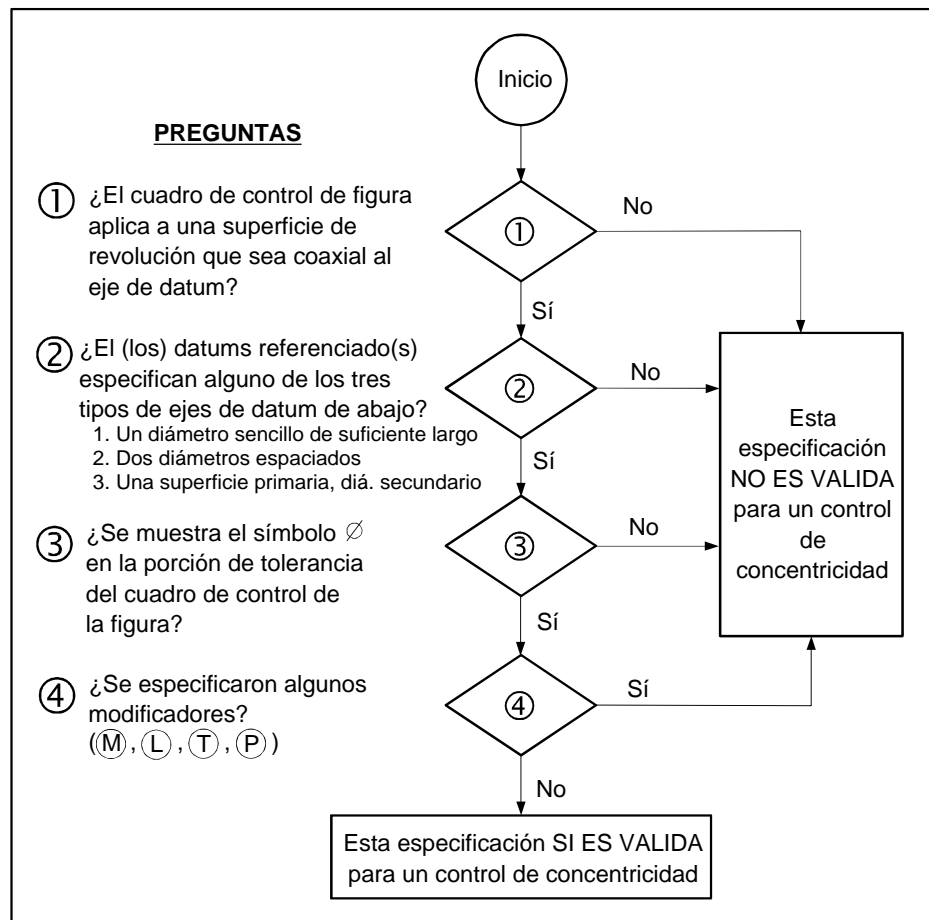 Inicio
PREGUNTAS
① ¿El cuadro de control de figura
aplica a una superficie de
revolución que sea coaxial al
eje de datum?
② ¿El (los) datums referenciado(s)
especifican alguno de los tres
tipos de ejes de datum de abajo?
1. Un diámetro sencillo de suficiente largo
2. Dos diámetros espaciados
3. Una superficie primaria, diá. secundario
③ ¿Se muestra el símbolo ∅
en la porción de tolerancia
del cuadro de control de
la figura?
④ ¿Se especificaron algunos
modificadores?
(Ⓜ, Ⓛ, Ⓣ, Ⓟ)
①
No
Sí
②
No
Sí
③
No
Sí
④
Sí
No
Esta
especificación
NO ES VALIDA
para un control
de
concentricidad
Esta especificación SI ES VALIDA
para un control de concentricidad